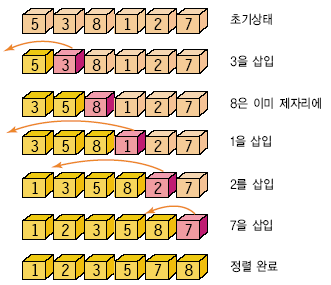 5 3 8 1 2 7 초기상태
5 3 8 1 2 7 3을 삽입
3 5 8 1 2 7 8은 이미 제자리에
3 5 8 1 2 7 1을 삽입
1 3 5 8 2 7 2를 삽입
1 2 3 5 8 7 7을 삽입
1 2 3 5 7 8 정렬 완료